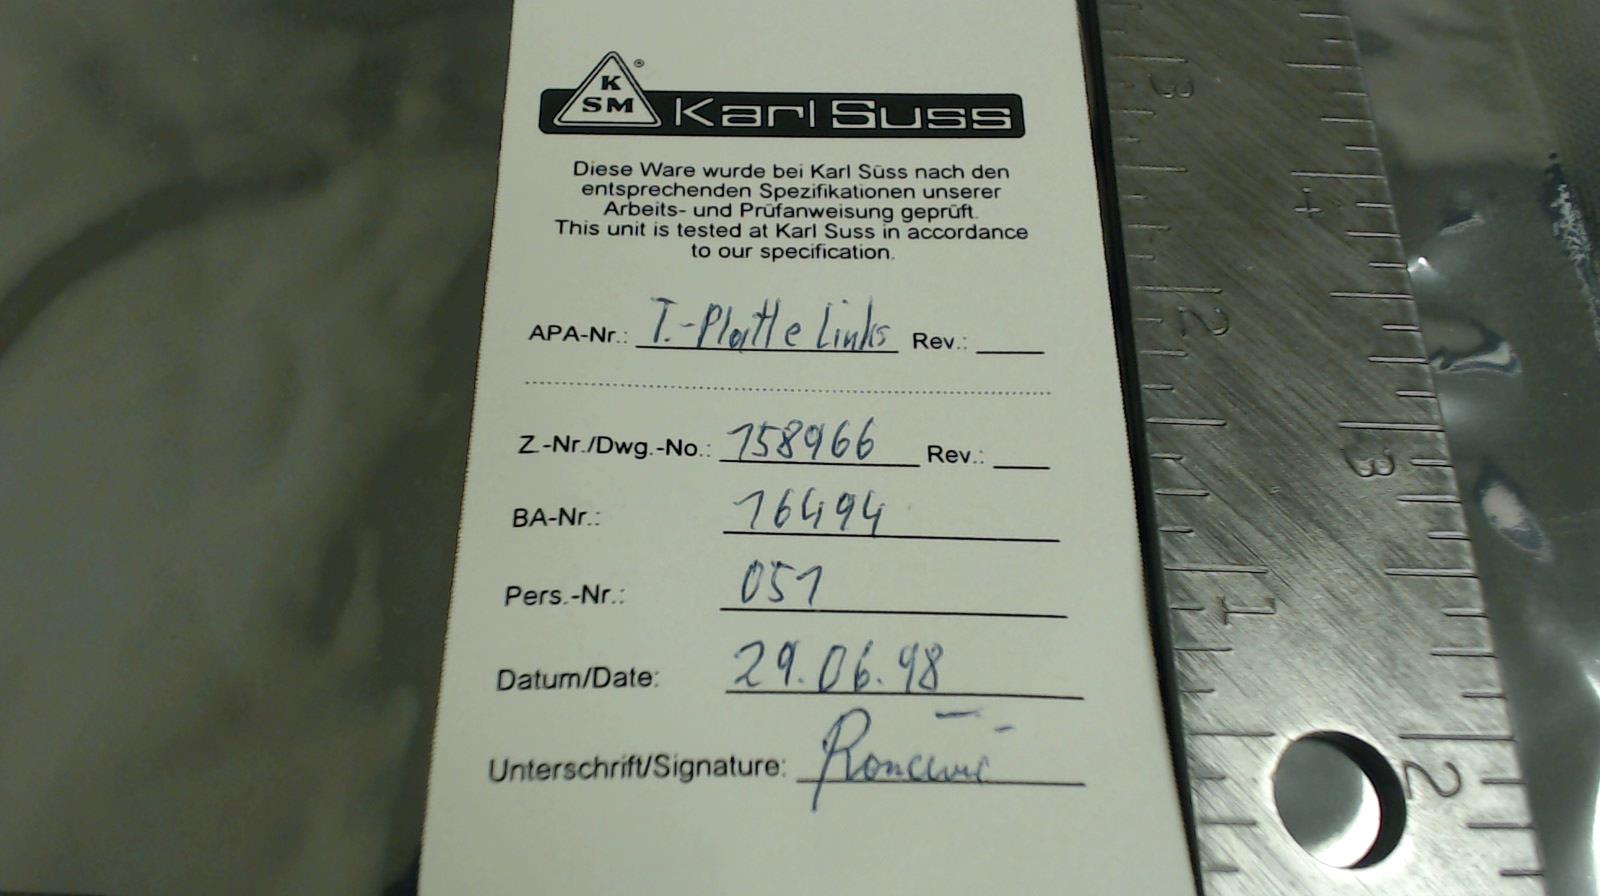 K
SM ®
Karl Suss
Diese Ware wurde bei Karl Süss nach den
entsprechenden Spezifikationen unserer
Arbeits- und Prüfanweisung geprüft.
This unit is tested at Karl Suss in accordance
to our specification.
APA-Nr.: T.-Platte Links Rev.:
Z.-Nr./Dwg.-No.: 158966 Rev.:
BA-Nr.: 16494
Pers.-Nr.: 051
Datum/Date: 29.06.98
Unterschrift/Signature:
3
2
1
4
3
2